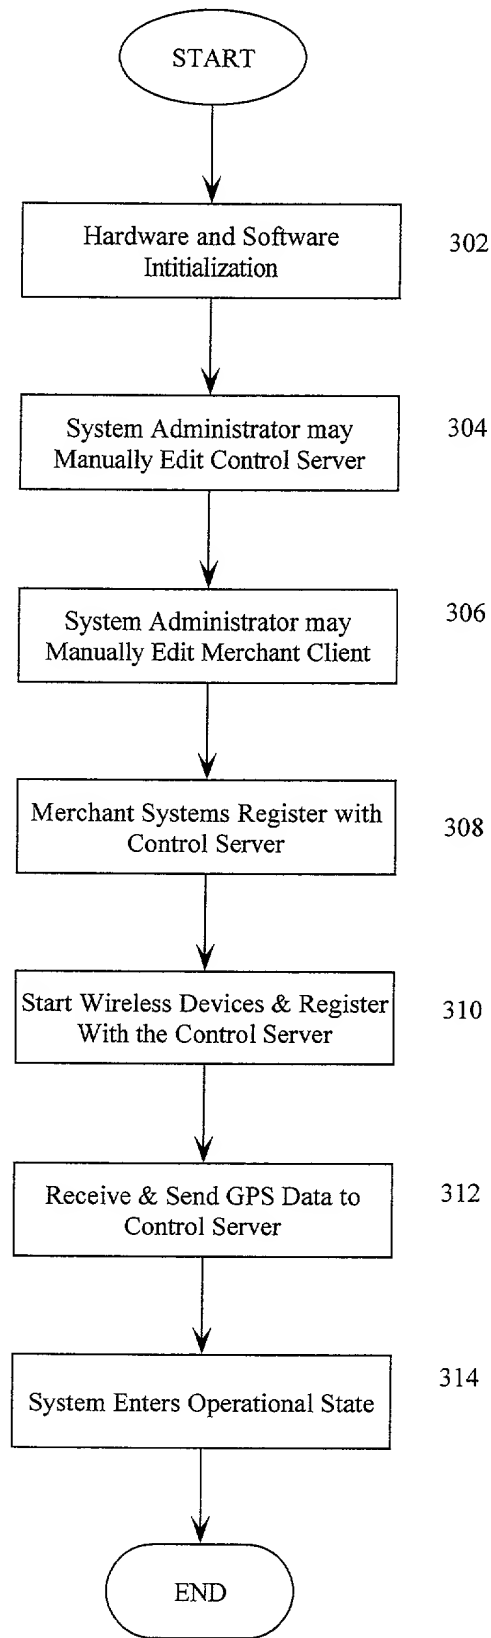 START
Hardware and Software
Intitialization
302
System Administrator may
Manually Edit Control Server
304
System Administrator may
Manually Edit Merchant Client
306
Merchant Systems Register with
Control Server
308
Start Wireless Devices & Register
With the Control Server
310
Receive & Send GPS Data to
Control Server
312
System Enters Operational State
314
END